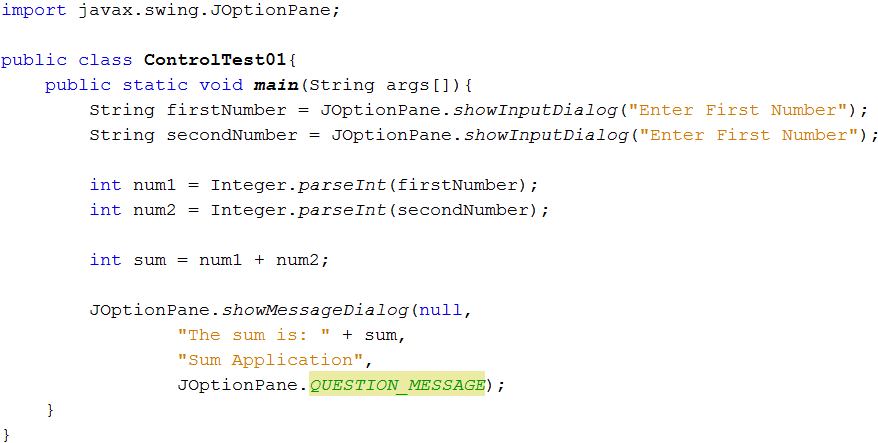 import javax.swing.JOptionPane;
public class ControlTest01{
public static void main(String args[]){
String firstNumber = JOptionPane.showInputDialog("Enter First Number");
String secondNumber = JOptionPane.showInputDialog("Enter First Number");
int num1 = Integer.parseInt(firstNumber);
int num2 = Integer.parseInt(secondNumber);
int sum = num1 + num2;
JOptionPane.showMessageDialog(null,
"The sum is: " + sum,
"Sum Application",
JOptionPane.QUESTION_MESSAGE);
}
}